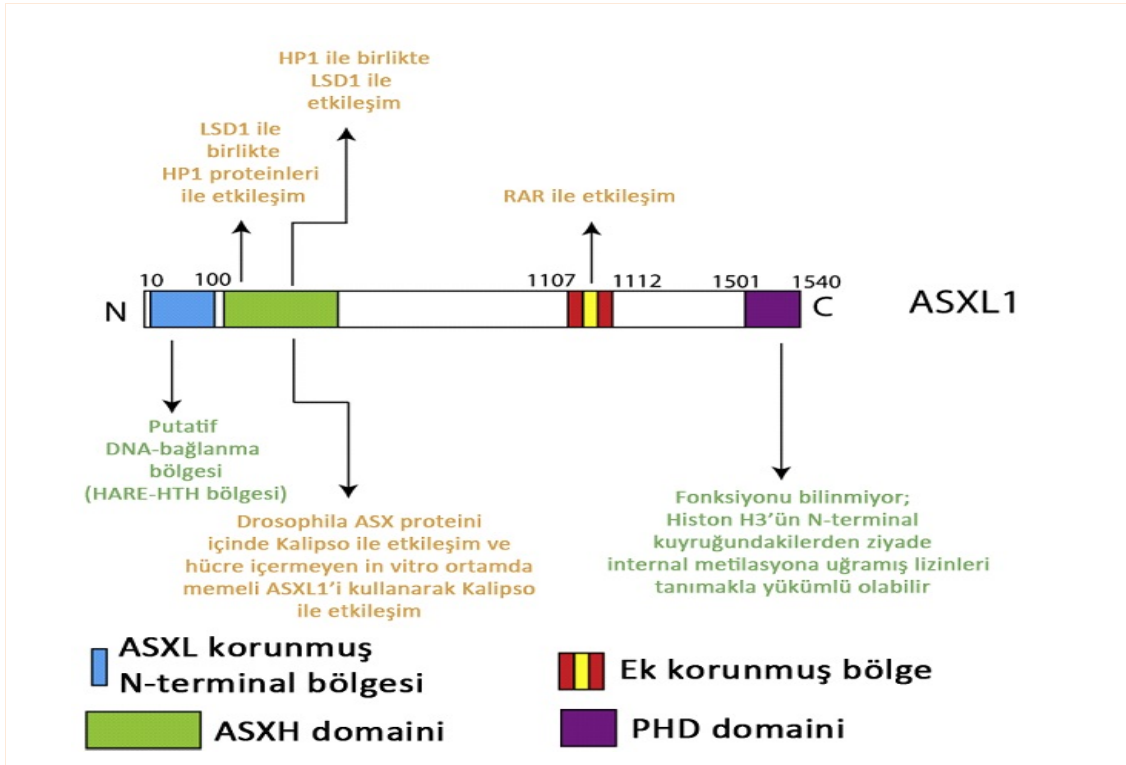 HP1 ile birlikte
LSD1 ile
etkileşim
LSD1 ile
birlikte
HP1 proteinleri
ile etkileşim
RAR ile etkileşim
10
100
1107
1112
1501
1540
N
C
ASXL1
Putatif
DNA-bağlanma
bölgesi
(HARE-HTH bölgesi)
Drosophila ASX proteini
içinde Kalipso ile etkileşim ve
hücre içermeyen in vitro ortamda
memeli ASXL1’i kullanarak Kalipso
ile etkileşim
Fonksiyonu bilinmiyor;
Histon H3’ün N-terminal
kuyruğundakilerden ziyade
internal metilasyona uğramış lizinleri
tanımakla yükümlü olabilir
ASXL korunmuş
N-terminal bölgesi
Ek korunmuş bölge
ASXH domaini
PHD domaini